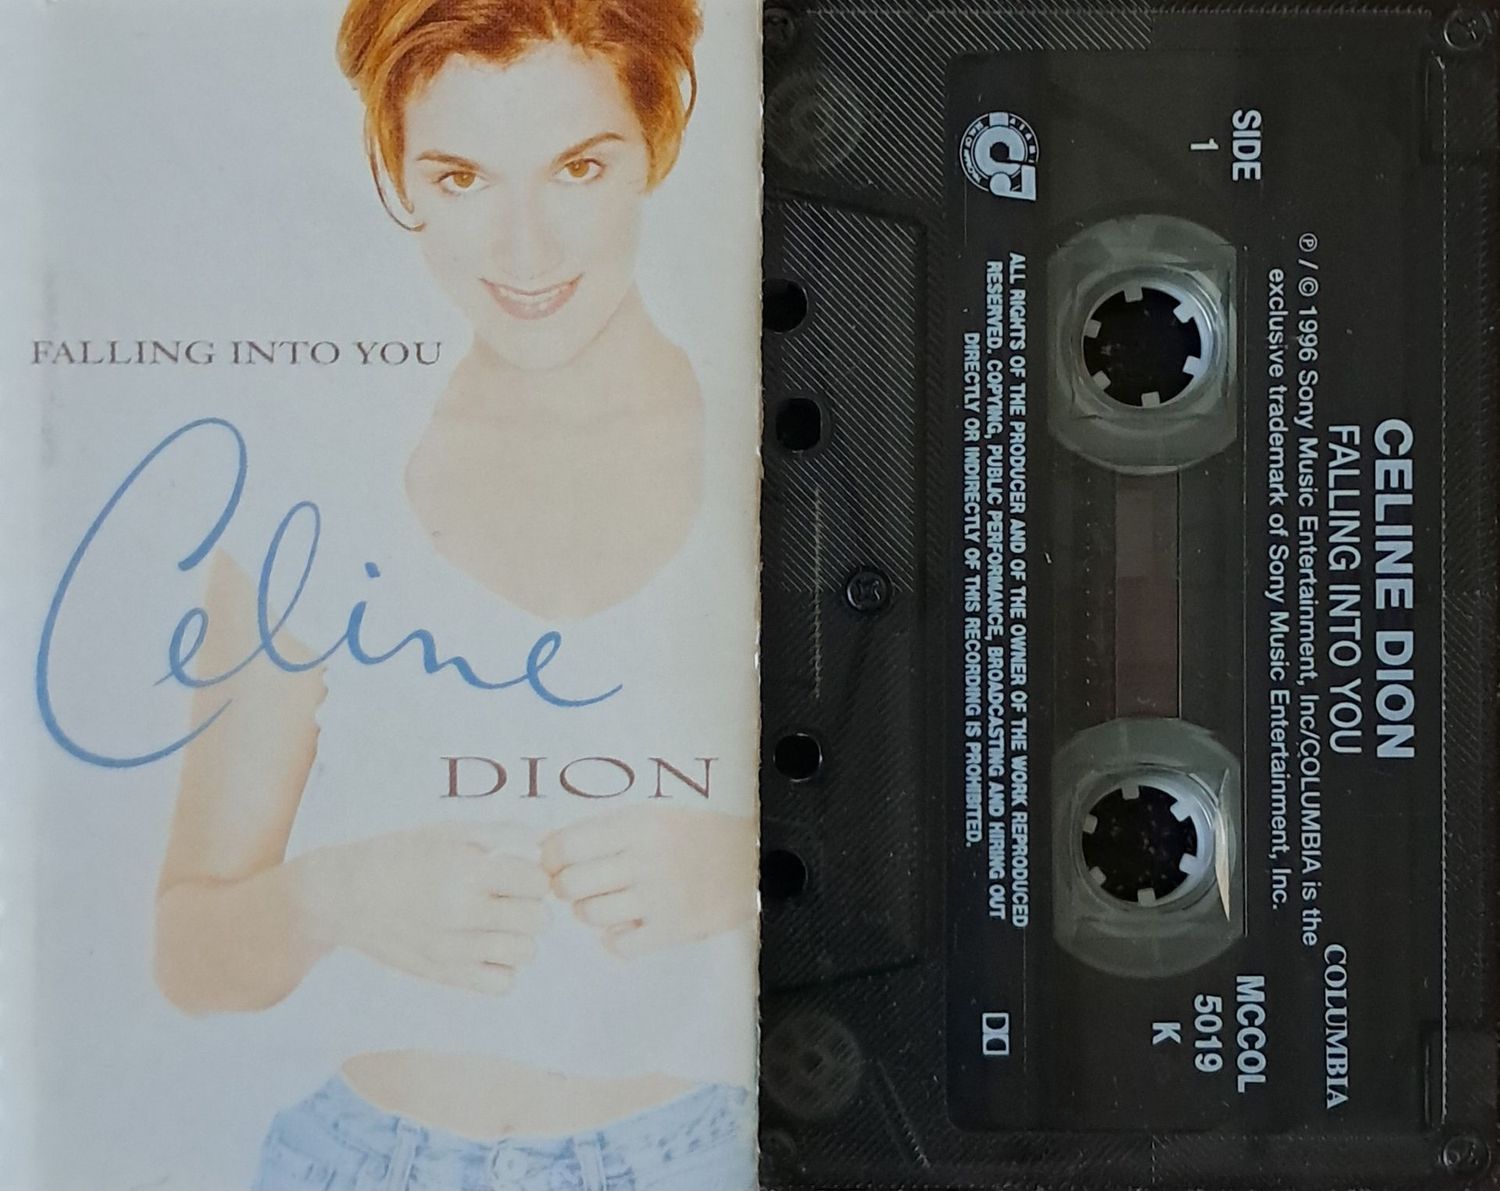 FALLING INTO YOU
Celine
DION
CELINE DION
FALLING INTO YOU
COLUMBIA
℗ / © 1996 Sony Music Entertainment, Inc/COLUMBIA is the
exclusive trademark of Sony Music Entertainment, Inc.
SIDE
1
MCCOL
5019
K
ALL RIGHTS OF THE PRODUCER AND OF THE OWNER OF THE WORK REPRODUCED
RESERVED. COPYING, PUBLIC PERFORMANCE, BROADCASTING AND HIRING OUT
DIRECTLY OR INDIRECTLY OF THIS RECORDING IS PROHIBITED.